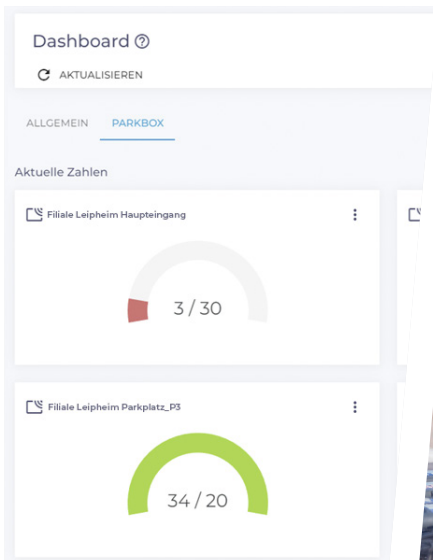 Dashboard
AKTUALISIEREN
ALLGEMEIN PARKBOX
Aktuelle Zahlen
Filiale Leipheim Haupteingang
3 / 30
Filiale Leipheim Parkplatz_P3
34 / 20